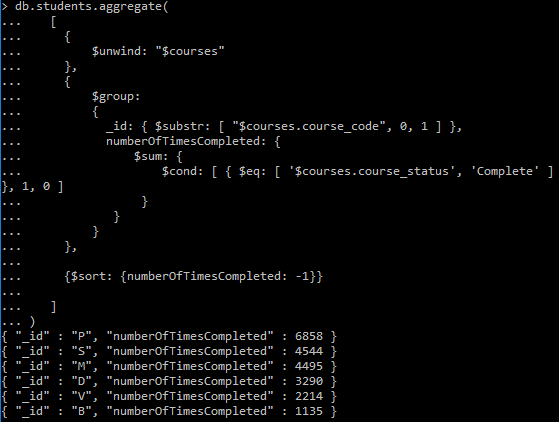 > db.students.aggregate(
...     [
...       {
...           $unwind: "$courses"
...       },
...       {
...           $group:
...           {
...             _id: { $substr: [ "$courses.course_code", 0, 1 ] },
...             numberOfTimesCompleted: {
...                 $sum: {
...                     $cond: [ { $eq: [ '$courses.course_status', 'Complete' ]
}, 1, 0 ]
...                  }
...              }
...           }
...       },
...
...       {$sort: {numberOfTimesCompleted: -1}}
...
...     ]
... )
{ "_id" : "P", "numberOfTimesCompleted" : 6858 }
{ "_id" : "S", "numberOfTimesCompleted" : 4544 }
{ "_id" : "M", "numberOfTimesCompleted" : 4495 }
{ "_id" : "D", "numberOfTimesCompleted" : 3290 }
{ "_id" : "V", "numberOfTimesCompleted" : 2214 }
{ "_id" : "B", "numberOfTimesCompleted" : 1135 }